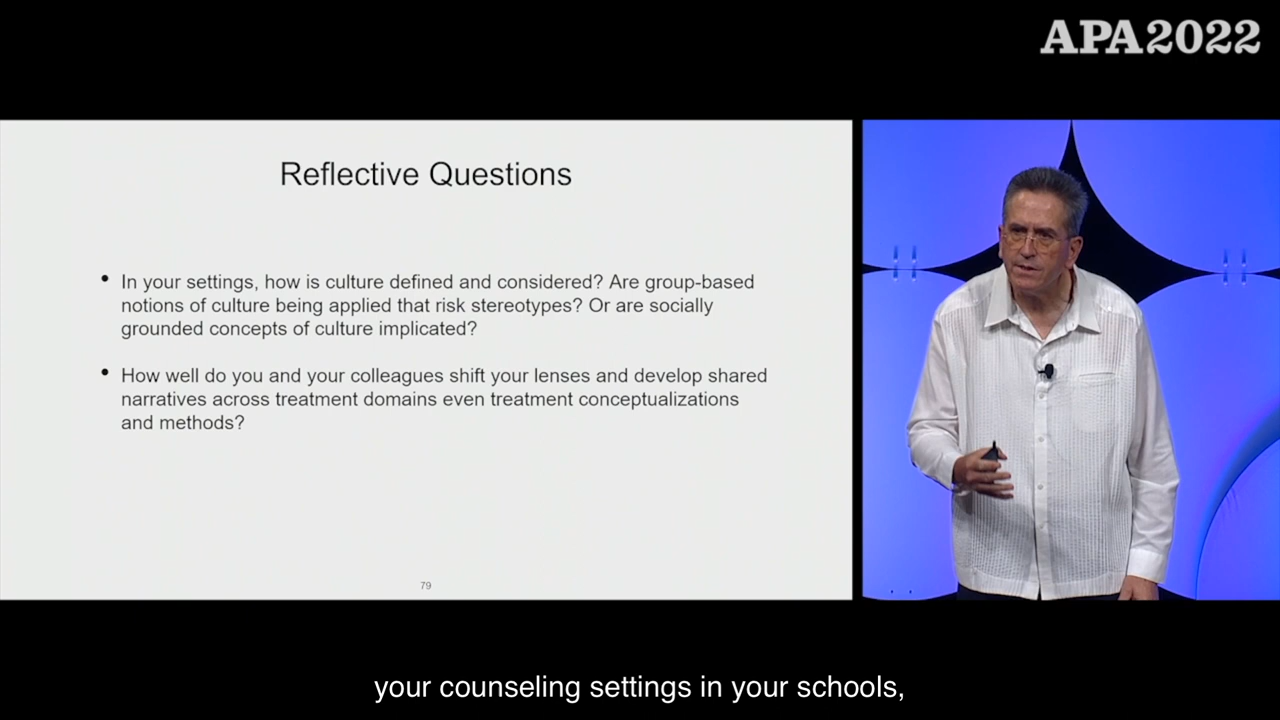 APA2022
Reflective Questions
• In your settings, how is culture defined and considered? Are group-based
notions of culture being applied that risk stereotypes? Or are socially
grounded concepts of culture implicated?
• How well do you and your colleagues shift your lenses and develop shared
narratives across treatment domains even treatment conceptualizations
and methods?
79
your counseling settings in your schools,